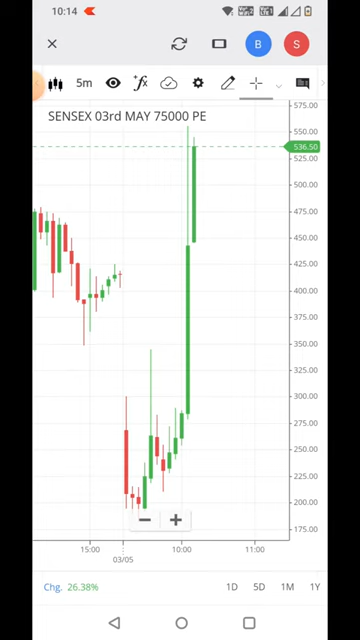 10:14
B
S
5m
fx
SENSEX 03rd MAY 75000 PE
575.00
550.00
536.50
525.00
500.00
475.00
450.00
425.00
400.00
375.00
350.00
325.00
300.00
275.00
250.00
225.00
200.00
175.00
15:00
10:00
11:00
03/05
Chg. 26.38%
1D
5D
1M
1Y